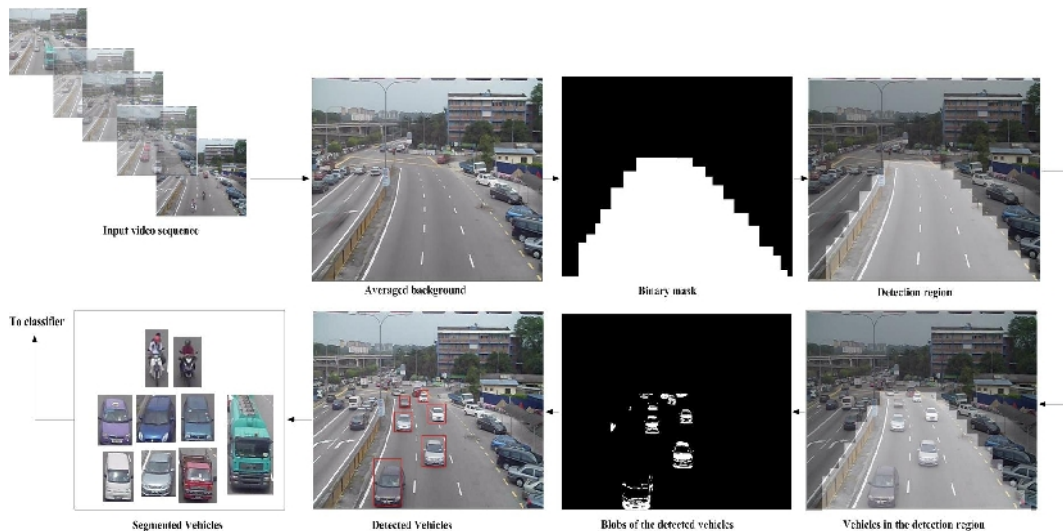 Input video sequence
Averaged background
Binary mask
Detection region
To classifier
Segmented Vehicles
Detected Vehicles
Blobs of the detected vehicles
Vehicles in the detection region